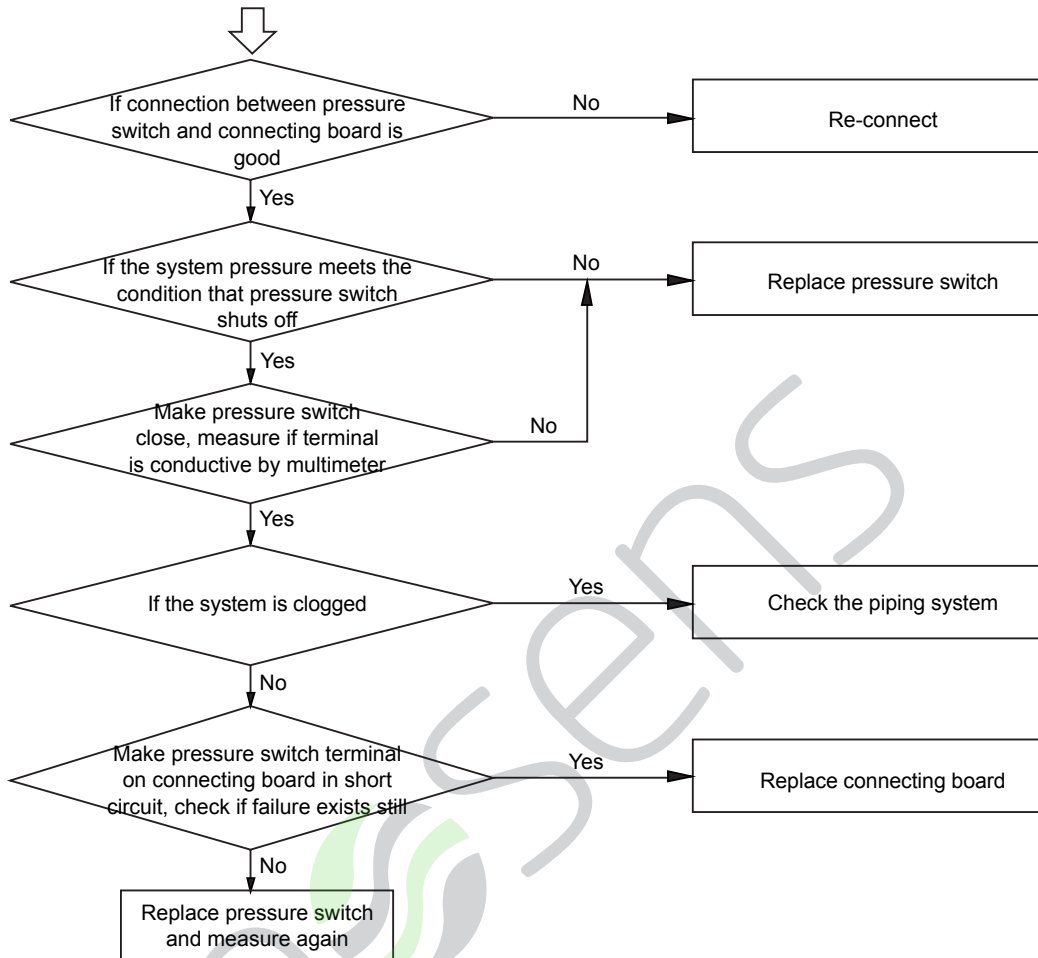 If connection between pressure
switch and connecting board is
good
No
Re-connect
Yes
If the system pressure meets the
condition that pressure switch
shuts off
No
Replace pressure switch
Yes
Make pressure switch
close, measure if terminal
is conductive by multimeter
No
Yes
If the system is clogged
Yes
Check the piping system
No
Make pressure switch terminal
on connecting board in short
circuit, check if failure exists still
Yes
Replace connecting board
No
Replace pressure switch
and measure again
sens